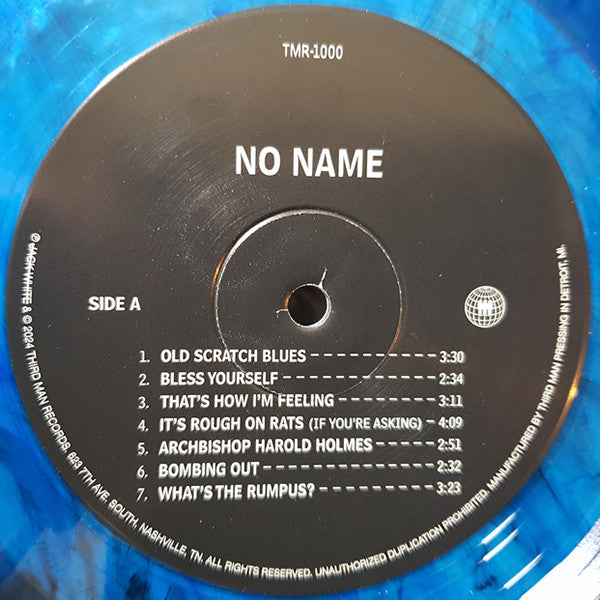 TMR-1000
NO NAME
SIDE A
1. OLD SCRATCH BLUES - - - - - - - - - - - - - - 3:30
2. BLESS YOURSELF - - - - - - - - - - - - - - - - - 2:34
3. THAT'S HOW I'M FEELING - - - - - - - - - - - 3:11
4. IT'S ROUGH ON RATS (IF YOU'RE ASKING) - 4:09
5. ARCHBISHOP HAROLD HOLMES - - - - - - - 2:51
6. BOMBING OUT - - - - - - - - - - - - - - - - - - - 2:32
7. WHAT'S THE RUMPUS? - - - - - - - - - - - - - 3:23
℗ JACK WHITE & © 2024 THIRD MAN RECORDS. 623 7TH AVE. SOUTH, NASHVILLE, TN. ALL RIGHTS RESERVED. UNAUTHORIZED DUPLICATION PROHIBITED. MANUFACTURED BY THIRD MAN PRESSING IN DETROIT, MI.